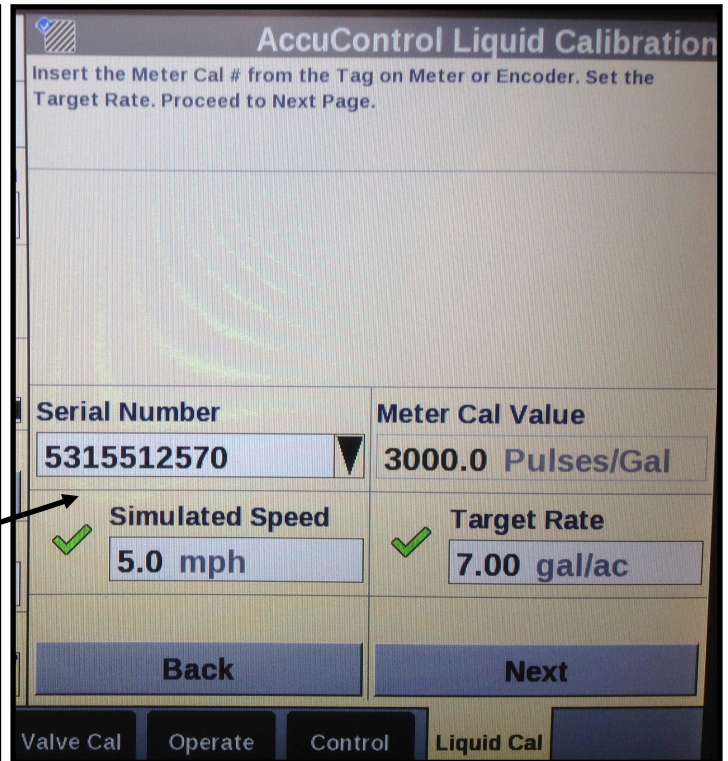 AccuControl Liquid Calibration
Insert the Meter Cal # from the Tag on Meter or Encoder. Set the
Target Rate. Proceed to Next Page.
Serial Number
Meter Cal Value
5315512570
3000.0 Pulses/Gal
Simulated Speed
Target Rate
5.0 mph
7.00 gal/ac
Back
Next
Valve Cal
Operate
Control
Liquid Cal